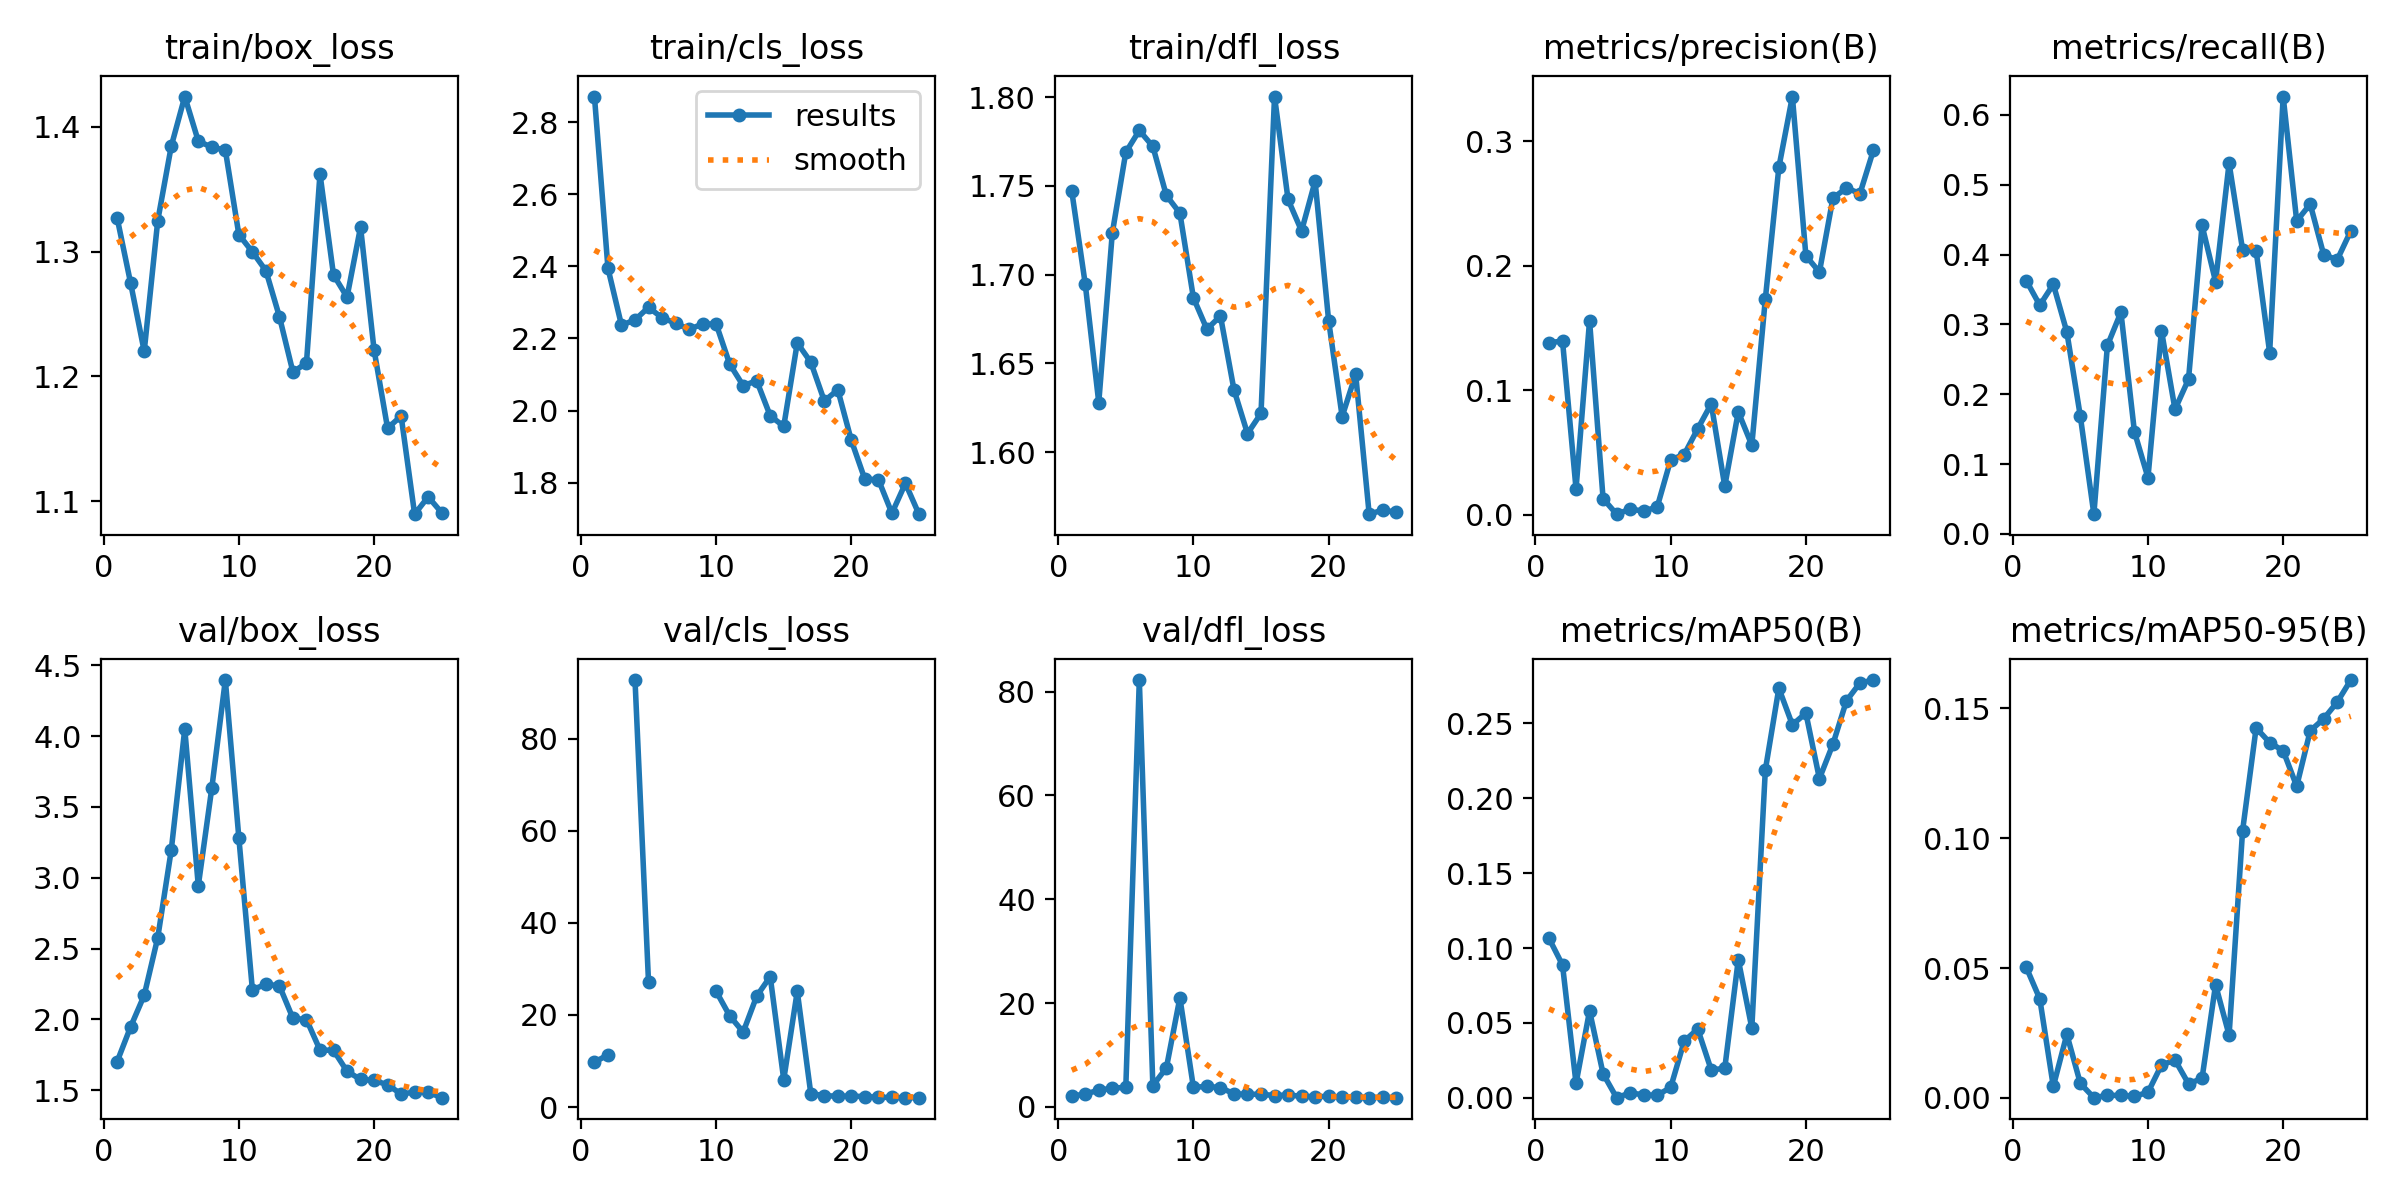 train/box_loss
1.4
1.3
1.2
1.1
0 10 20
train/cls_loss
results
smooth
2.8
2.6
2.4
2.2
2.0
1.8
0 10 20
train/dfl_loss
1.80
1.75
1.70
1.65
1.60
0 10 20
metrics/precision(B)
0.3
0.2
0.1
0.0
0 10 20
metrics/recall(B)
0.6
0.5
0.4
0.3
0.2
0.1
0.0
0 10 20
val/box_loss
4.5
4.0
3.5
3.0
2.5
2.0
1.5
0 10 20
val/cls_loss
80
60
40
20
0
0 10 20
val/dfl_loss
80
60
40
20
0
0 10 20
metrics/mAP50(B)
0.25
0.20
0.15
0.10
0.05
0.00
0 10 20
metrics/mAP50-95(B)
0.15
0.10
0.05
0.00
0 10 20